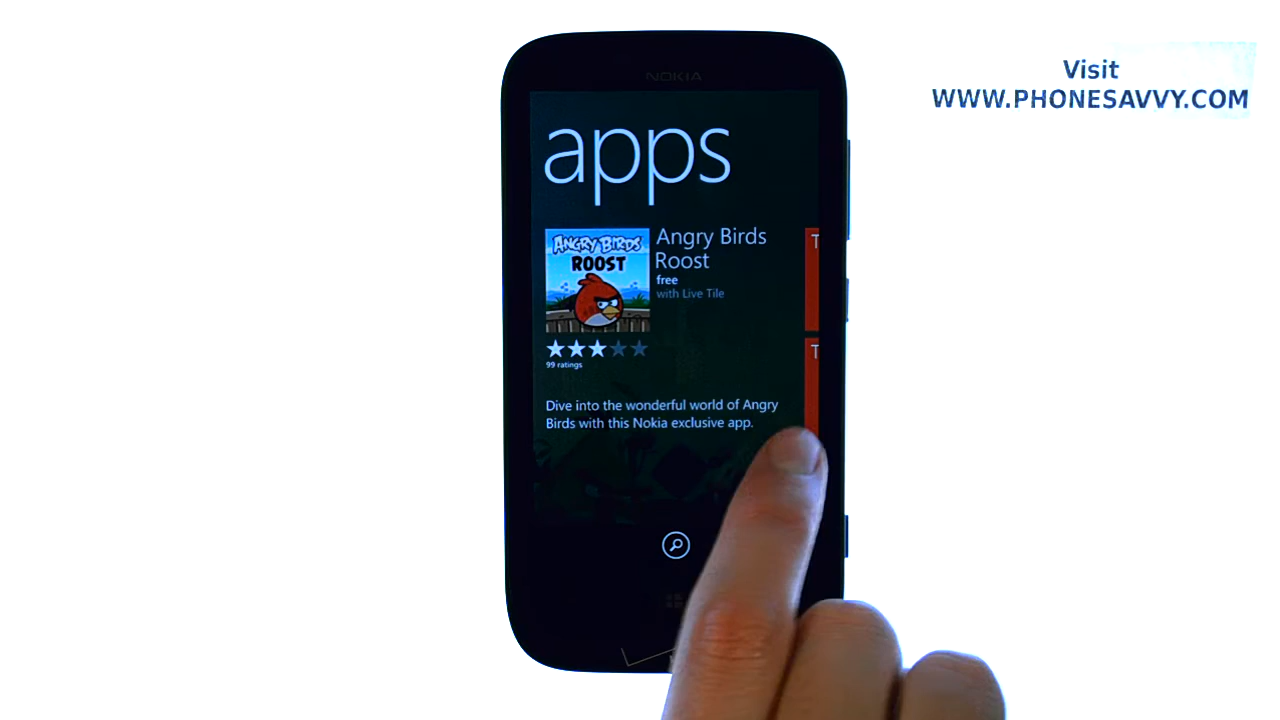 Visit
WWW.PHONESAVVY.COM
NOKIA
apps
ANGRY BIRDS
ROOST
Angry Birds
Roost
free
with Live Tile
T
99 ratings
T
Dive into the wonderful world of Angry
Birds with this Nokia exclusive app.